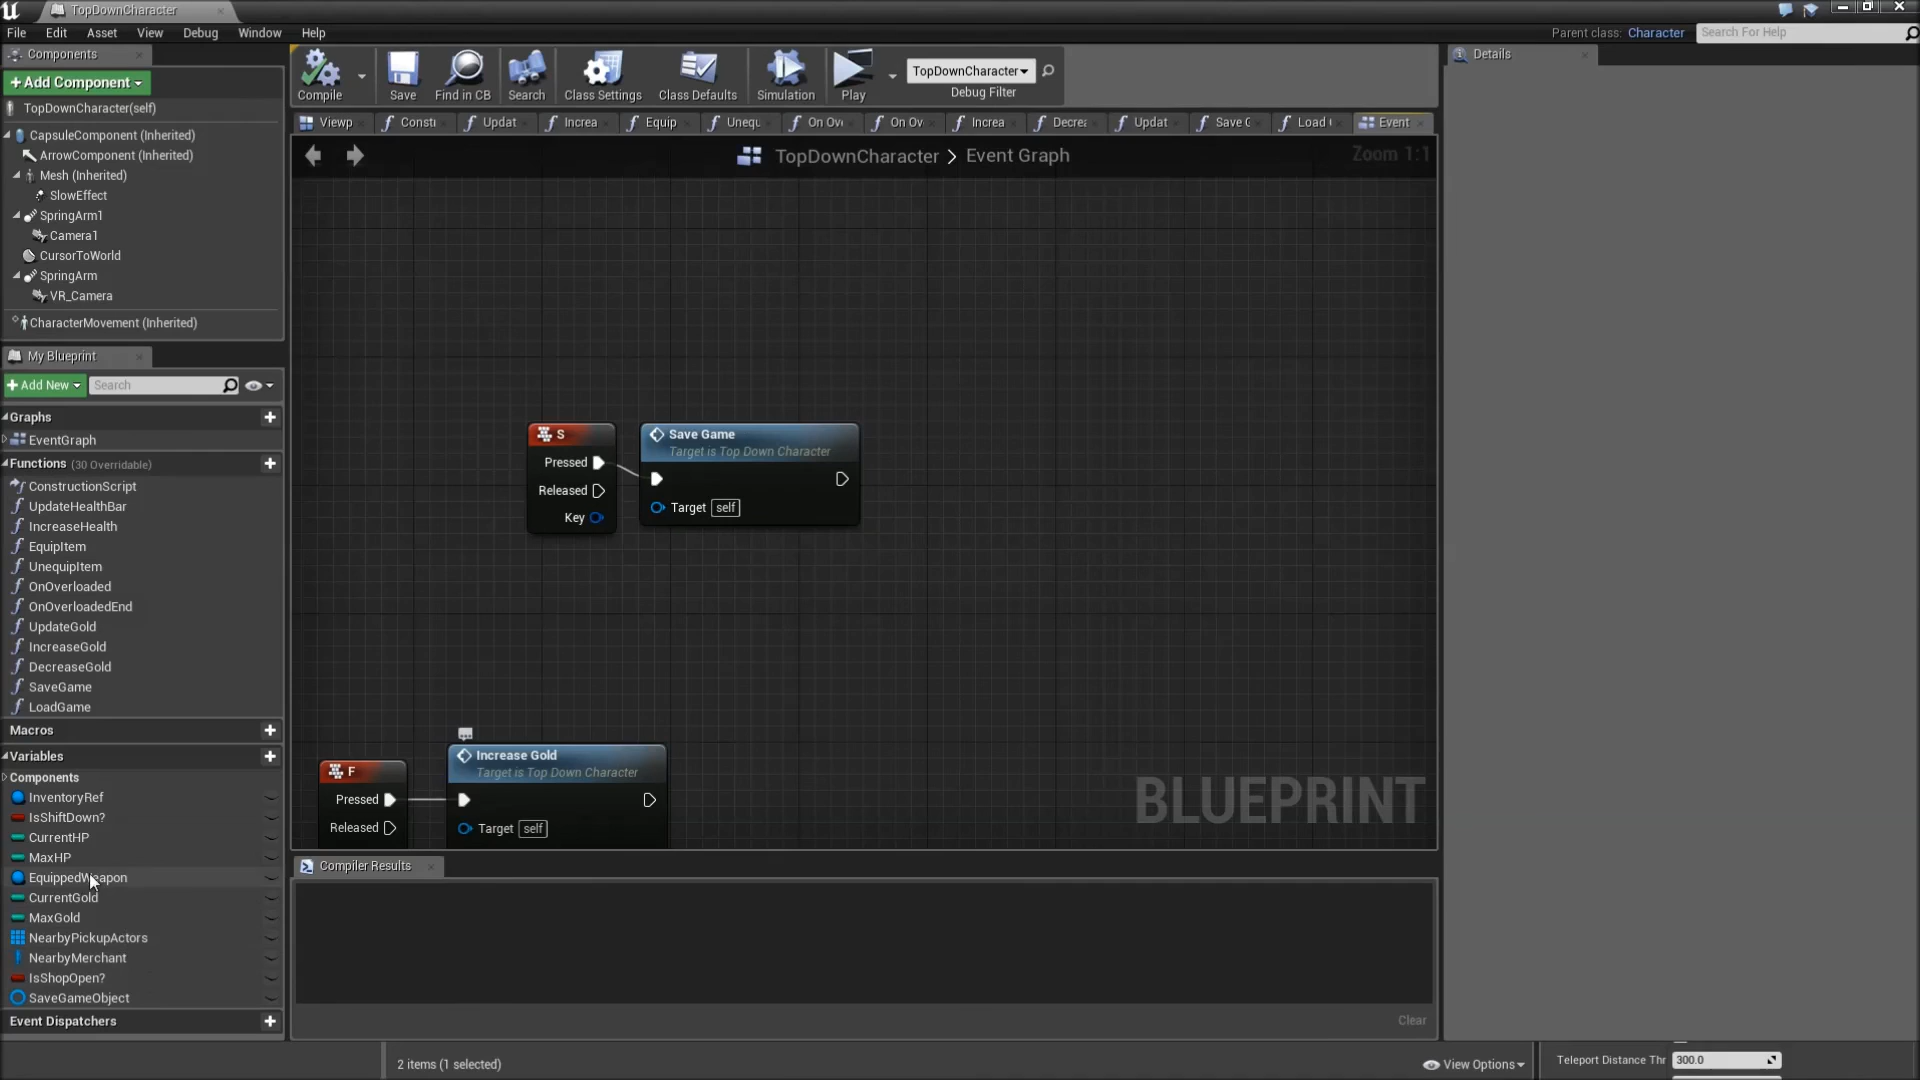 TopDownCharacter
File Edit Asset View Debug Window Help
Parent class: Character
Search For Help
Components
+Add Component
TopDownCharacter(self)
CapsuleComponent (Inherited)
ArrowComponent (Inherited)
Mesh (Inherited)
SlowEffect
SpringArm1
Camera1
CursorToWorld
SpringArm
VR_Camera
CharacterMovement (Inherited)
My Blueprint
+Add New
Search
Graphs
EventGraph
Functions (30 Overridable)
ConstructionScript
UpdateHealthBar
IncreaseHealth
EquipItem
UnequipItem
OnOverloaded
OnOverloadedEnd
UpdateGold
IncreaseGold
DecreaseGold
SaveGame
LoadGame
Macros
Variables
Components
InventoryRef
IsShiftDown?
CurrentHP
MaxHP
EquippedWeapon
CurrentGold
MaxGold
NearbyPickupActors
NearbyMerchant
IsShopOpen?
SaveGameObject
Event Dispatchers
Compile Save Find in CB Search Class Settings Class Defaults Simulation Play
TopDownCharacter
Debug Filter
Viewp Consti Updat Increa Equip Unequ On Ov On Ov Increa Decrea Updat Save G Load Event
TopDownCharacter > Event Graph
Zoom 1:1
S
Pressed
Released
Key
Save Game
Target is Top Down Character
Target self
F
Pressed
Released
Increase Gold
Target is Top Down Character
Target self
BLUEPRINT
Compiler Results
Clear
2 items (1 selected)
View Options
Details
Teleport Distance Thr 300.0